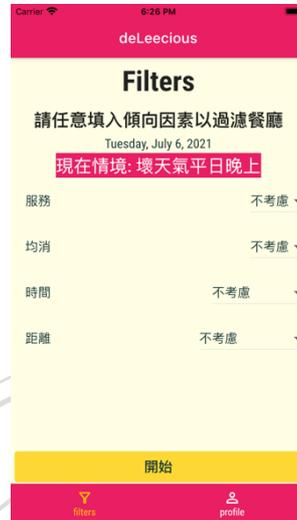 Carrier 6:26 PM
deLeecious
Filters
請任意填入傾向因素以過濾餐廳
Tuesday, July 6, 2021
現在情境: 壞天氣平日晚上
服務 不考慮
均消 不考慮
時間 不考慮
距離 不考慮
開始
filters profile